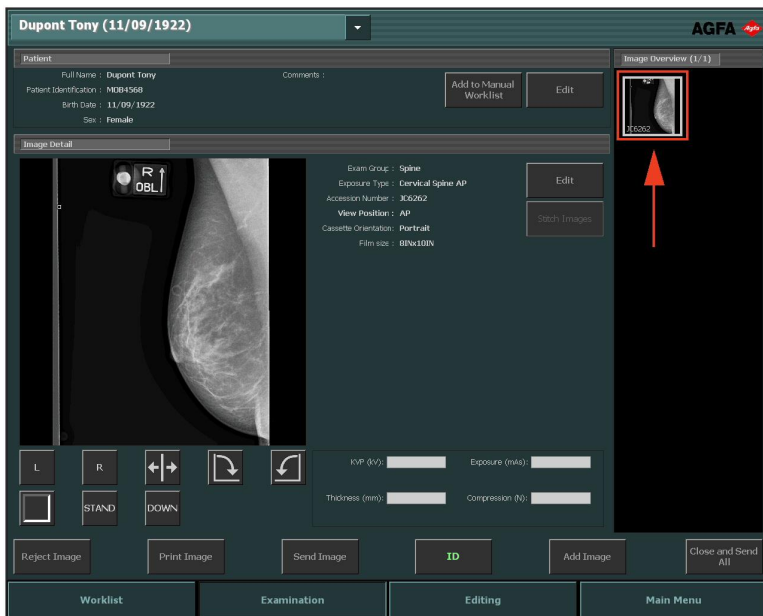 Dupont Tony (11/09/1922)
AGFA
Agfa
Patient
Full Name : Dupont Tony
Comments :
Patient Identification : MOB4568
Birth Date : 11/09/1922
Sex : Female
Add to Manual
Worklist
Edit
Image Overview (1/1)
JC6262
Image Detail
R
OBL
Exam Group : Spine
Exposure Type : Cervical Spine AP
Accession Number : JC6262
View Position : AP
Cassette Orientation: Portrait
Film size : 8INx10IN
Edit
Stitch Images
L
R
STAND
DOWN
KVP (kV):
Exposure (mAs):
Thickness (mm):
Compression (N):
Reject Image
Print Image
Send Image
ID
Add Image
Close and Send
All
Worklist
Examination
Editing
Main Menu